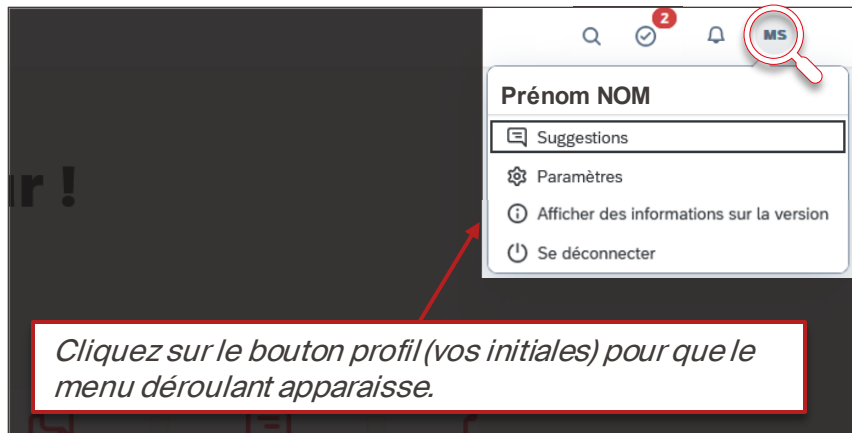 2
MS
Prénom NOM
Suggestions
Paramètres
Afficher des informations sur la version
Se déconnecter
r !
Cliquez sur le bouton profil (vos initiales) pour que le
menu déroulant apparaisse.